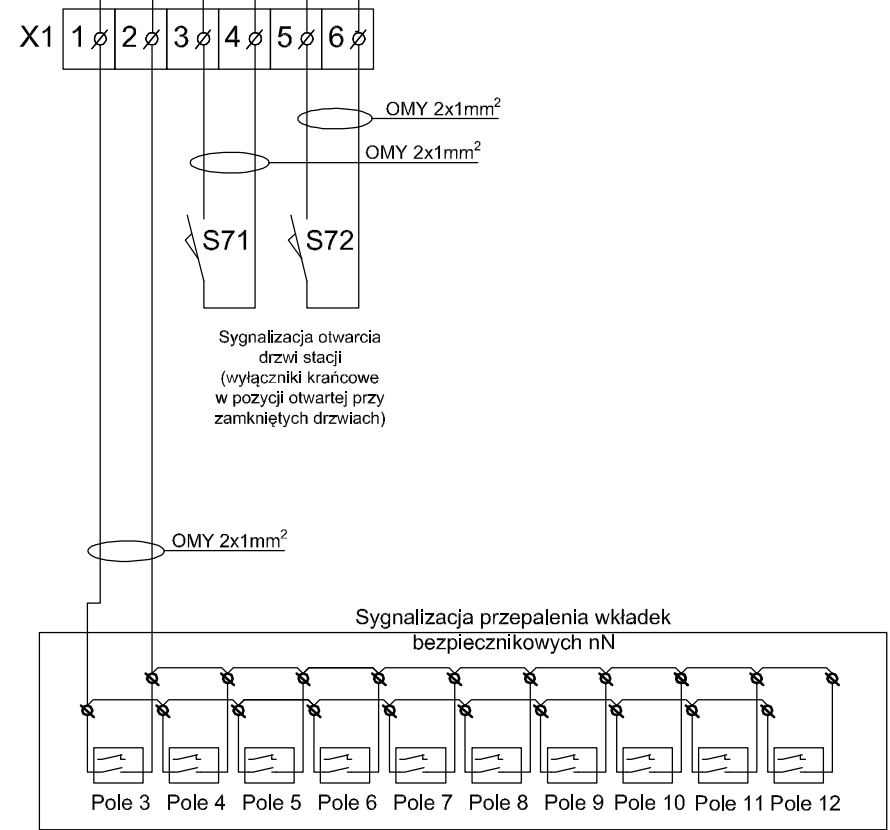 X1 1 2 3 4 5 6
OMY 2x1mm²
OMY 2x1mm²
S71 S72
Sygnalizacja otwarcia
drzwi stacji
(wyłączniki krańcowe
w pozycji otwartej przy
zamkniętych drzwiach)
OMY 2x1mm²
Sygnalizacja przepalenia wkładek
bezpiecznikowych nN
Pole 3 Pole 4 Pole 5 Pole 6 Pole 7 Pole 8 Pole 9 Pole 10 Pole 11 Pole 12